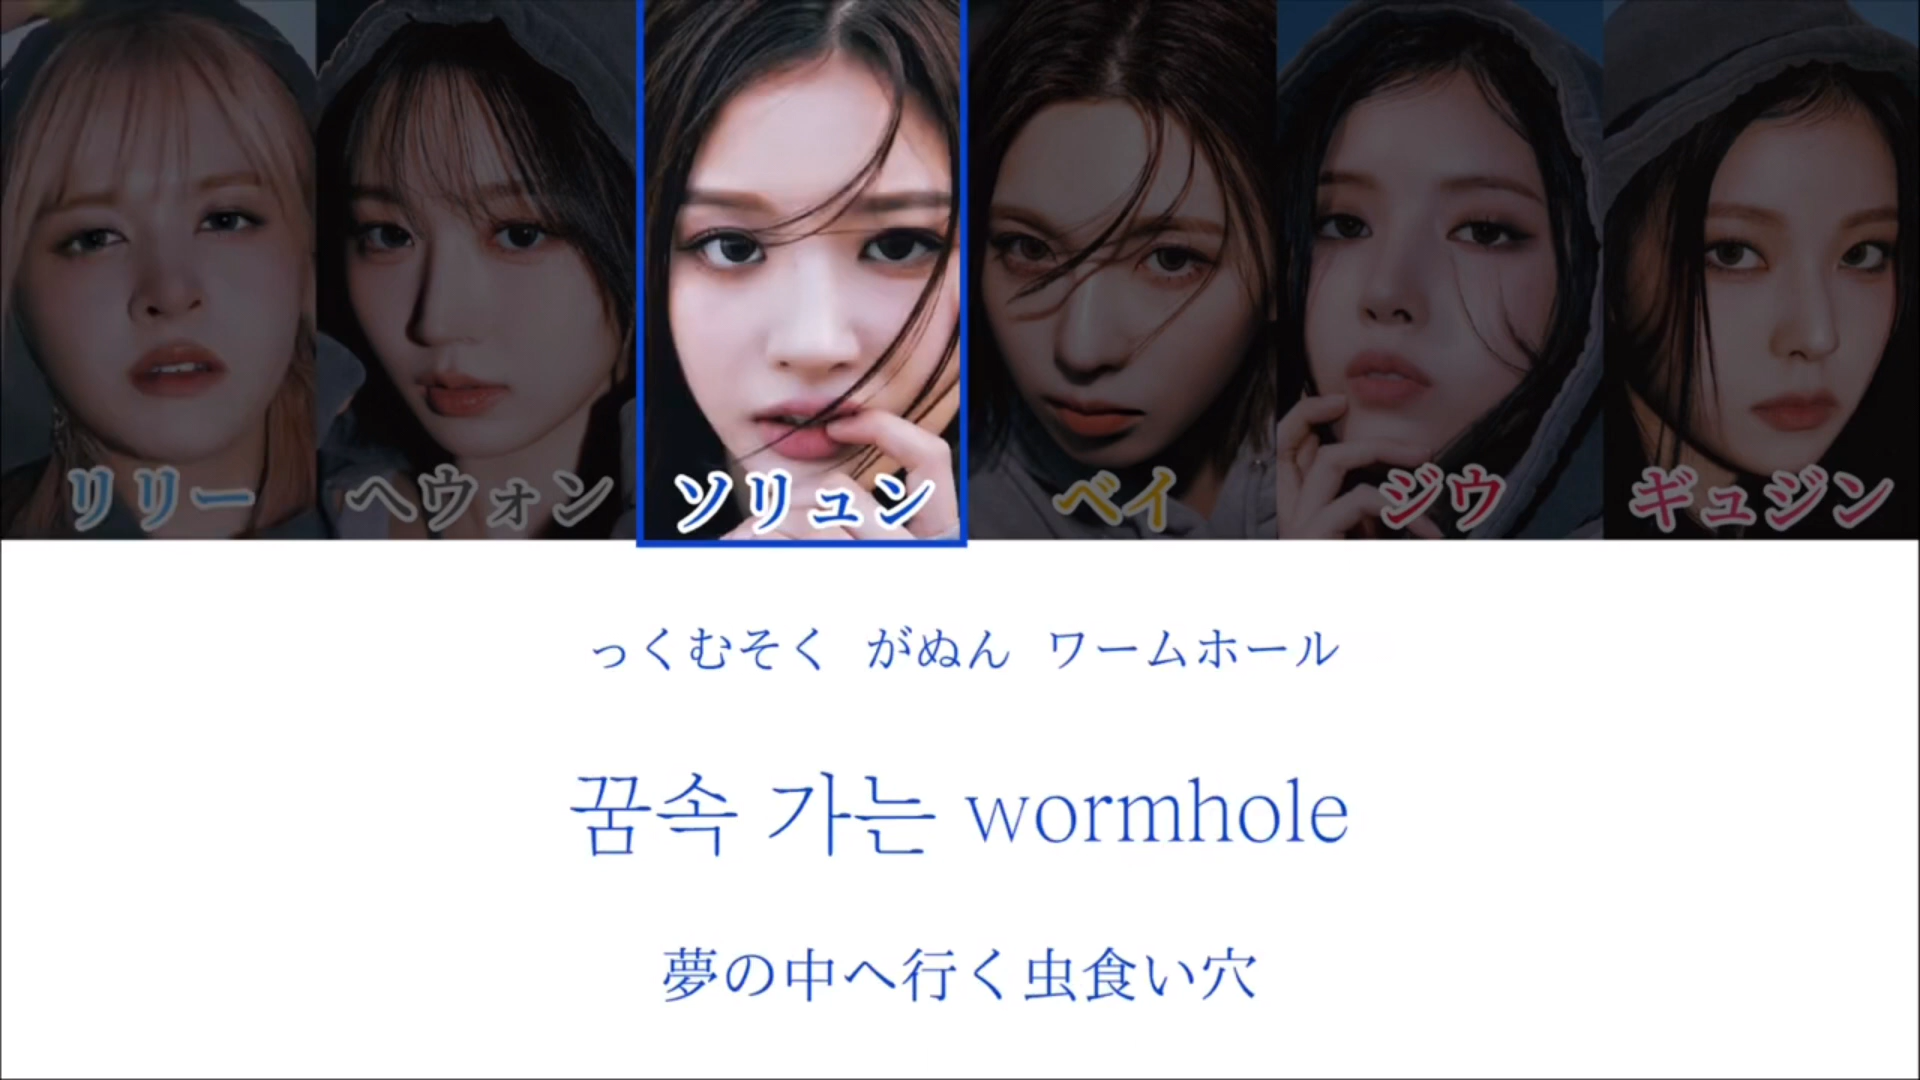 リリー
ヘウォン
ソリュン
ベイ
ジウ
ギュジン
っくむそく がぬん ワームホール
꿈속 가는 wormhole
夢の中へ行く虫食い穴